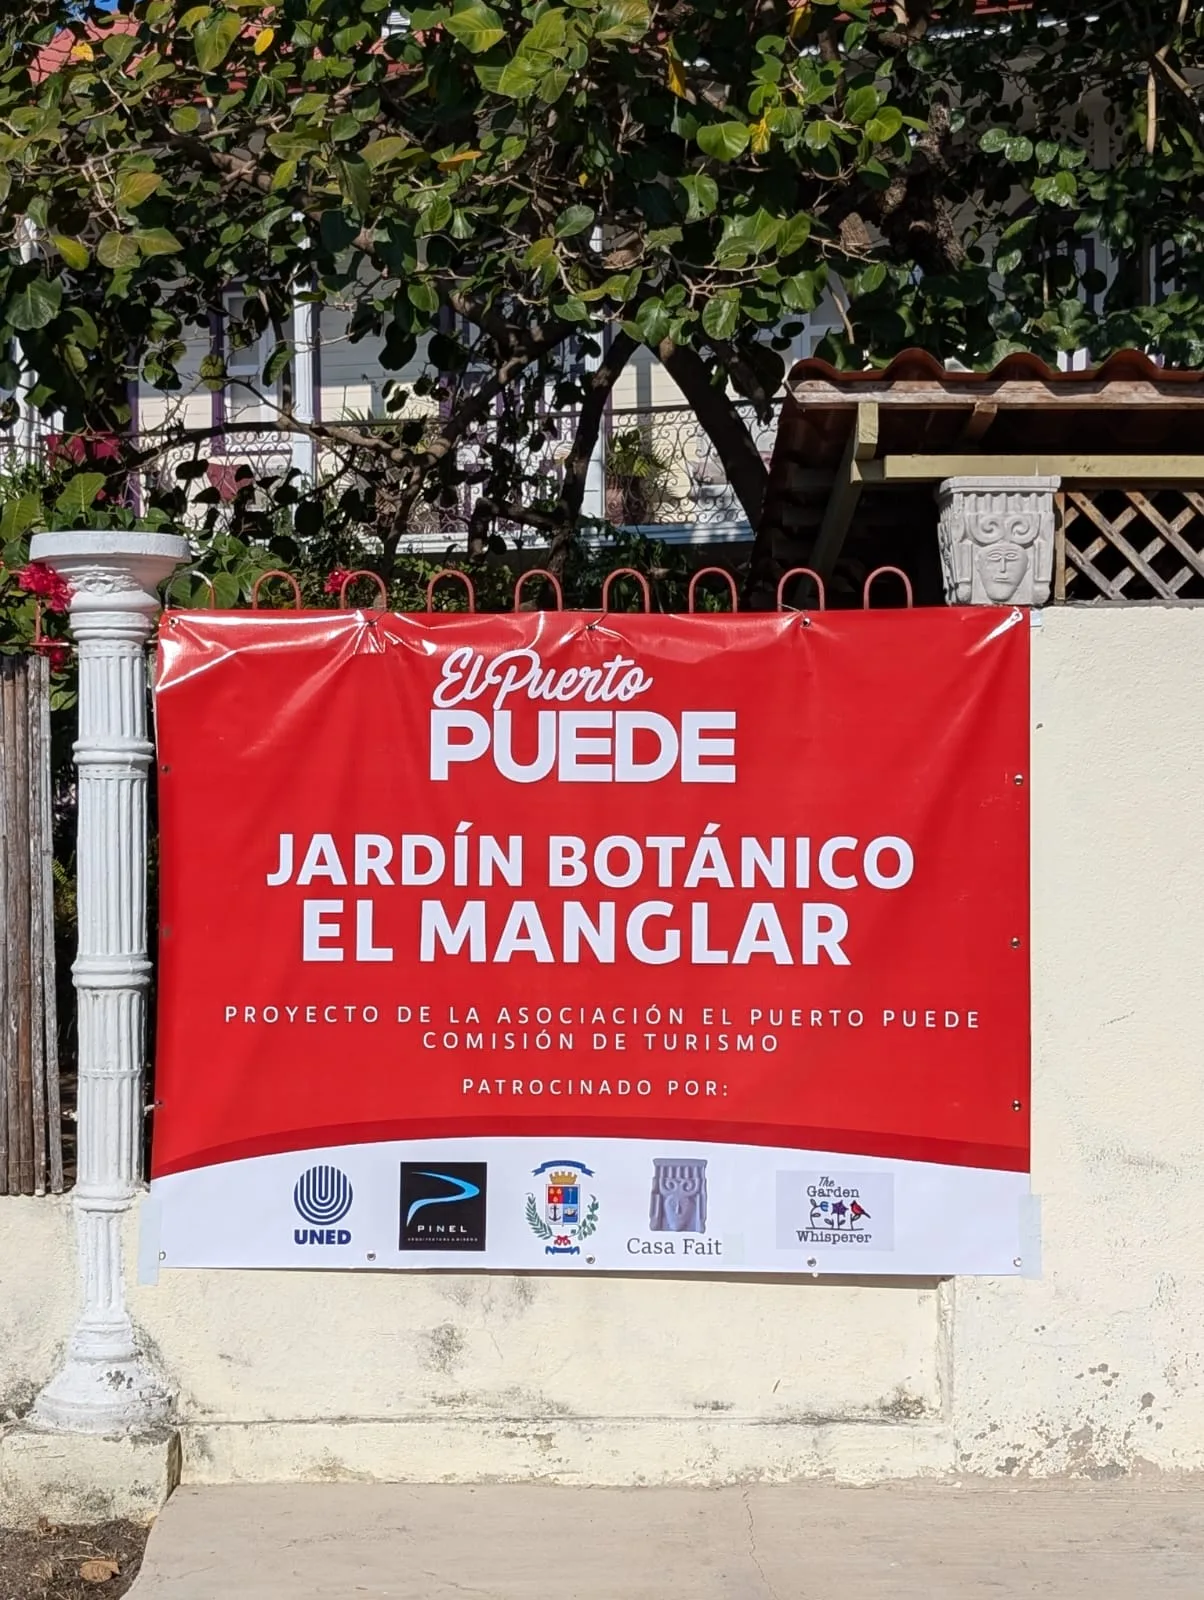 El Puerto
PUEDE
JARDÍN BOTÁNICO
EL MANGLAR
PROYECTO DE LA ASOCIACIÓN EL PUERTO PUEDE
COMISIÓN DE TURISMO
PATROCINADO POR:
UNED
PINEL
Casa Fait
The
Garden
Whisperer